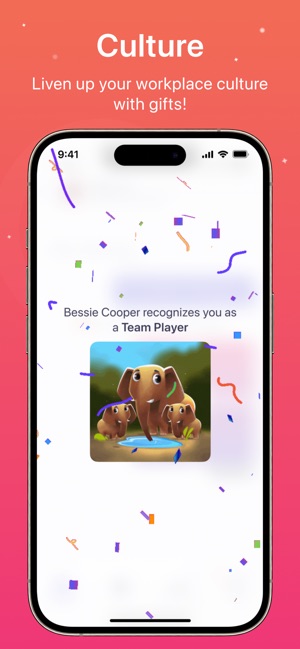 Culture
Liven up your workplace culture
with gifts!
9:41
Bessie Cooper recognizes you as
a Team Player